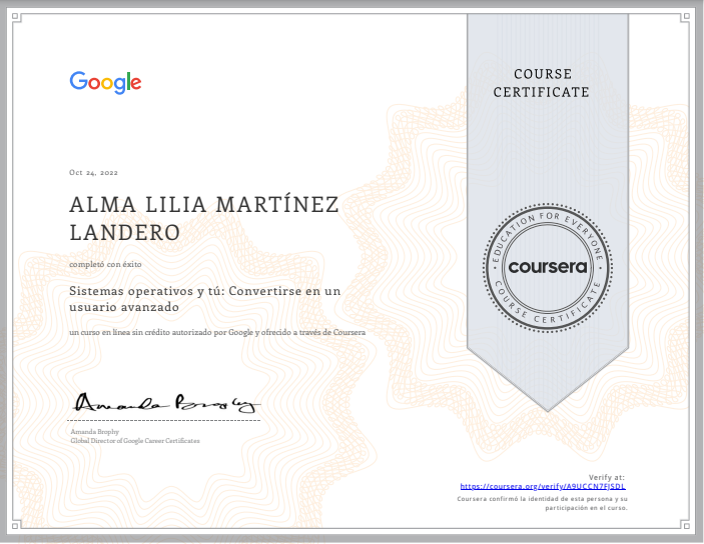 Google
COURSE
CERTIFICATE
Oct 24, 2022
ALMA LILIA MARTÍNEZ
LANDERO
completó con éxito
Sistemas operativos y tú: Convertirse en un
usuario avanzado
un curso en línea sin crédito autorizado por Google y ofrecido a través de Coursera
EDUCATION FOR EVERYONE
coursera
COURSE CERTIFICATE
Amanda Brophy
Amanda Brophy
Global Director of Google Career Certificates
Verify at:
https://coursera.org/verify/A9UCCN7FJSDL
Coursera confirmó la identidad de esta persona y su
participación en el curso.